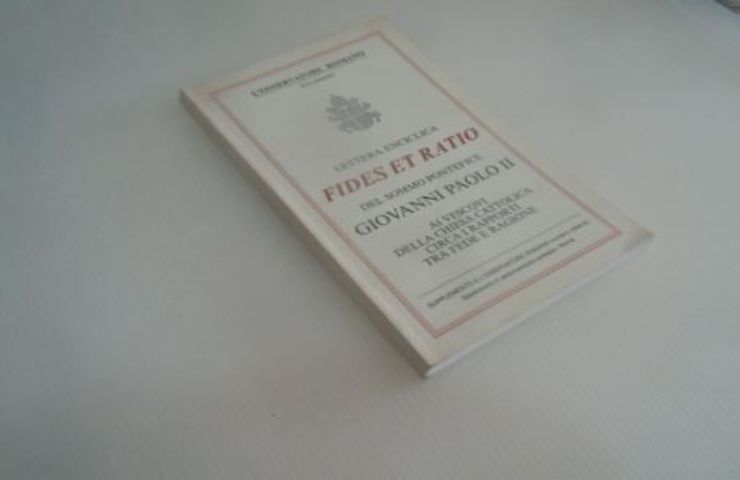 L'OSSERVATORE ROMANO
LETTERA ENCICLICA
FIDES ET RATIO
DEL SOMMO PONTEFICE
GIOVANNI PAOLO II
AI VESCOVI
DELLA CHIESA CATTOLICA
CIRCA I RAPPORTI
TRA FEDE E RAGIONE